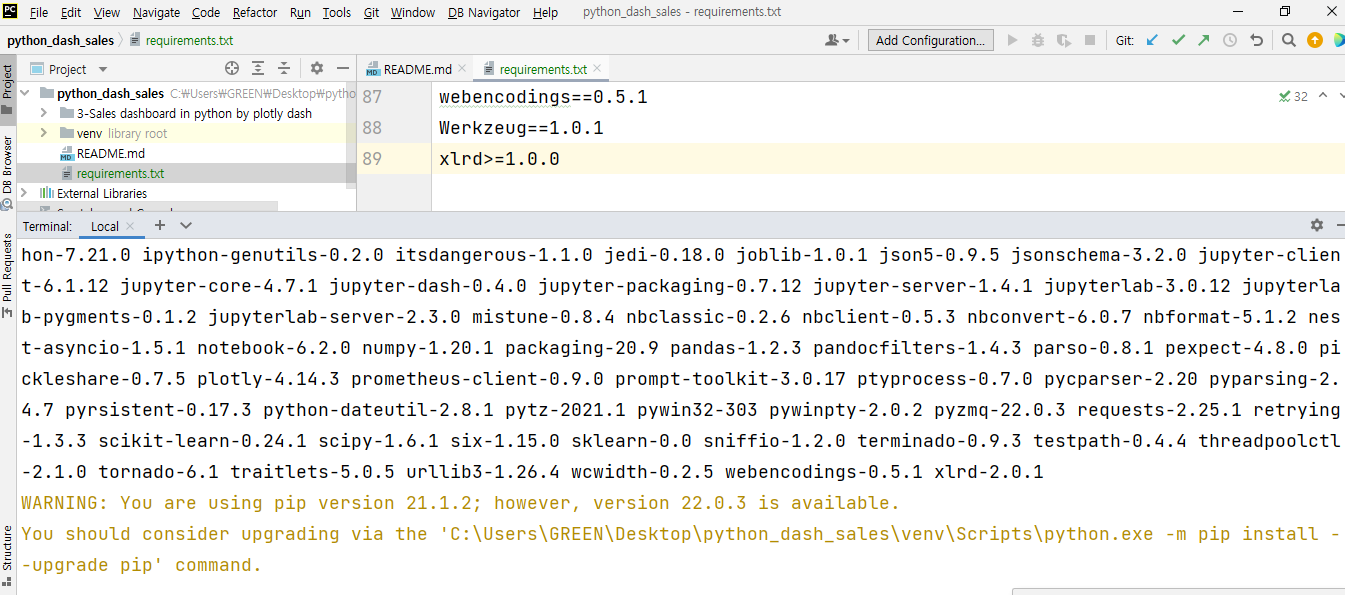 PC File Edit View Navigate Code Refactor Run Tools Git Window DB Navigator Help python_dash_sales - requirements.txt
python_dash_sales requirements.txt Add Configuration... Git:
Project
README.md requirements.txt
python_dash_sales C:₩Users₩GREEN₩Desktop₩pytho
3-Sales dashboard in python by plotly dash
venv library root
MD README.md
requirements.txt
External Libraries
87 webencodings==0.5.1
88 Werkzeug==1.0.1
89 xlrd>=1.0.0
32
Project
DB Browser
Pull Requests
Structure
Terminal: Local
hon-7.21.0 ipython-genutils-0.2.0 itsdangerous-1.1.0 jedi-0.18.0 joblib-1.0.1 json5-0.9.5 jsonschema-3.2.0 jupyter-clien
t-6.1.12 jupyter-core-4.7.1 jupyter-dash-0.4.0 jupyter-packaging-0.7.12 jupyter-server-1.4.1 jupyterlab-3.0.12 jupyterla
b-pygments-0.1.2 jupyterlab-server-2.3.0 mistune-0.8.4 nbclassic-0.2.6 nbclient-0.5.3 nbconvert-6.0.7 nbformat-5.1.2 nes
t-asyncio-1.5.1 notebook-6.2.0 numpy-1.20.1 packaging-20.9 pandas-1.2.3 pandocfilters-1.4.3 parso-0.8.1 pexpect-4.8.0 pi
ckleshare-0.7.5 plotly-4.14.3 prometheus-client-0.9.0 prompt-toolkit-3.0.17 ptyprocess-0.7.0 pycparser-2.20 pyparsing-2.
4.7 pyrsistent-0.17.3 python-dateutil-2.8.1 pytz-2021.1 pywin32-303 pywinpty-2.0.2 pyzmq-22.0.3 requests-2.25.1 retrying
-1.3.3 scikit-learn-0.24.1 scipy-1.6.1 six-1.15.0 sklearn-0.0 sniffio-1.2.0 terminado-0.9.3 testpath-0.4.4 threadpoolctl
-2.1.0 tornado-6.1 traitlets-5.0.5 urllib3-1.26.4 wcwidth-0.2.5 webencodings-0.5.1 xlrd-2.0.1
WARNING: You are using pip version 21.1.2; however, version 22.0.3 is available.
You should consider upgrading via the 'C:\Users\GREEN\Desktop\python_dash_sales\venv\Scripts\python.exe -m pip install -
-upgrade pip' command.